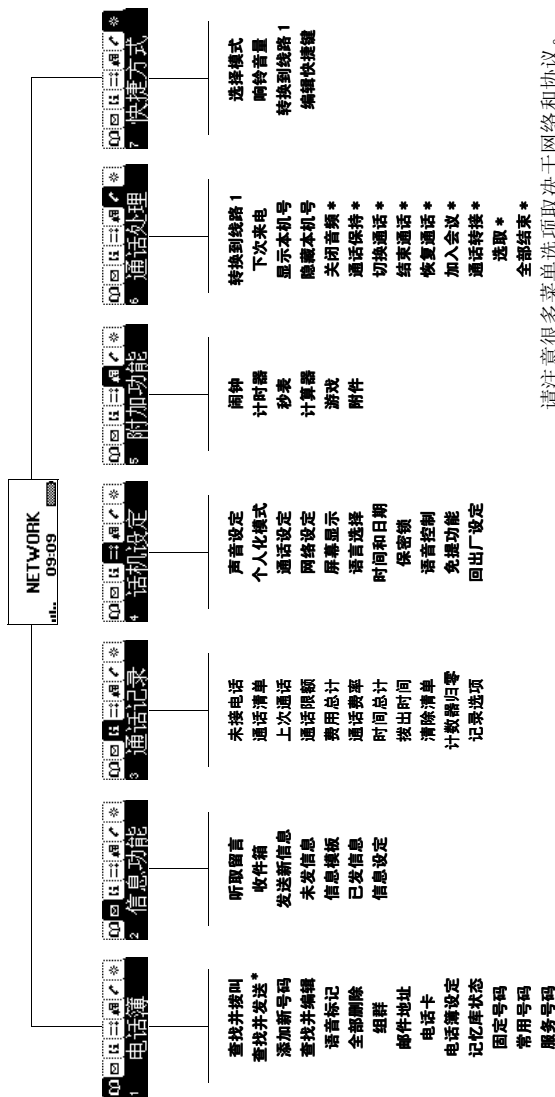 NETWORK
09:09
1 电话簿
查找并拨叫
查找并发送*
添加新号码
查找并编辑
语音标记
全部删除
组群
邮件地址
电话卡
电话簿设定
记忆库状态
固定号码
常用号码
服务号码
2 信息功能
听取留言
收件箱
发送新信息
未发信息
信息模板
已发信息
信息设定
3 通话记录
未接电话
通话清单
上次通话
通话限额
费用总计
通话费率
时间总计
拨出时间
清除清单
计数器归零
记录选项
4 话机设定
声音设定
个人化模式
通话设定
网络设定
屏幕显示
语言选择
时间和日期
保密锁
语音控制
免提功能
回出厂设定
5 附加功能
闹钟
计时器
秒表
计算器
游戏
附件
6 通话处理
转换到线路 1
下次来电
显示本机号
隐藏本机号
关闭音频*
通话保持*
切换通话*
结束通话*
恢复通话*
加入会议*
通话转接*
选取*
全部结束*
7 快捷方式
选择模式
响铃音量
转换到线路 1
编辑快捷键
请注意很多菜单选项取决于网络和协议。